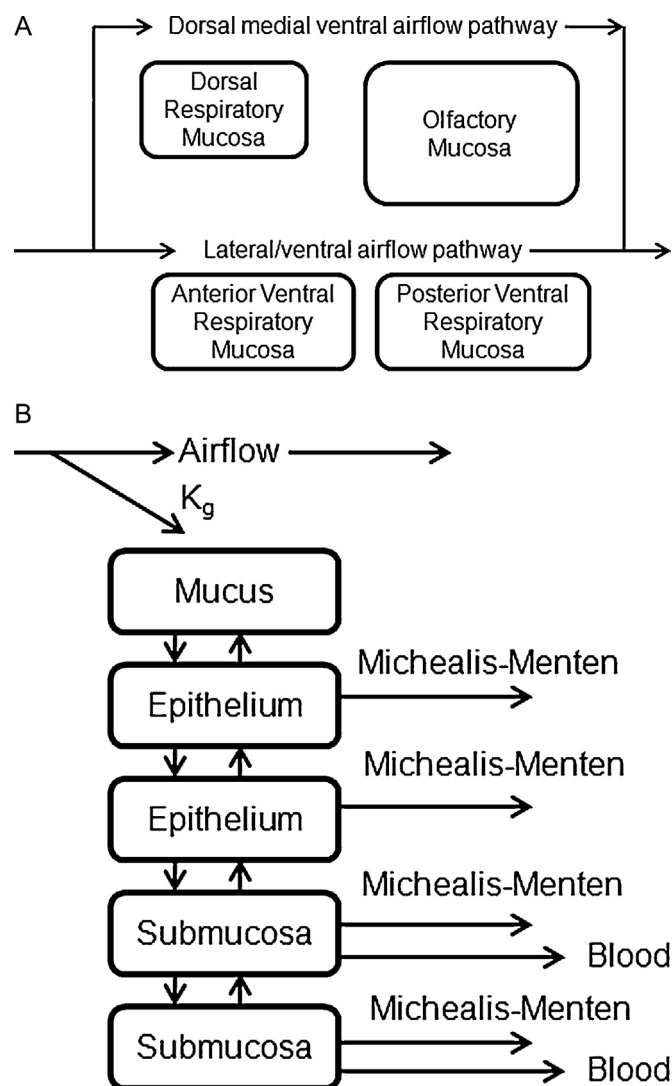 A
Dorsal medial ventral airflow pathway
Dorsal
Respiratory
Mucosa
Olfactory
Mucosa
Lateral/ventral airflow pathway
Anterior Ventral
Respiratory
Mucosa
Posterior Ventral
Respiratory
Mucosa
B
Airflow
Kg
Mucus
Michealis-Menten
Epithelium
Michealis-Menten
Epithelium
Michealis-Menten
Submucosa
Blood
Michealis-Menten
Submucosa
Blood